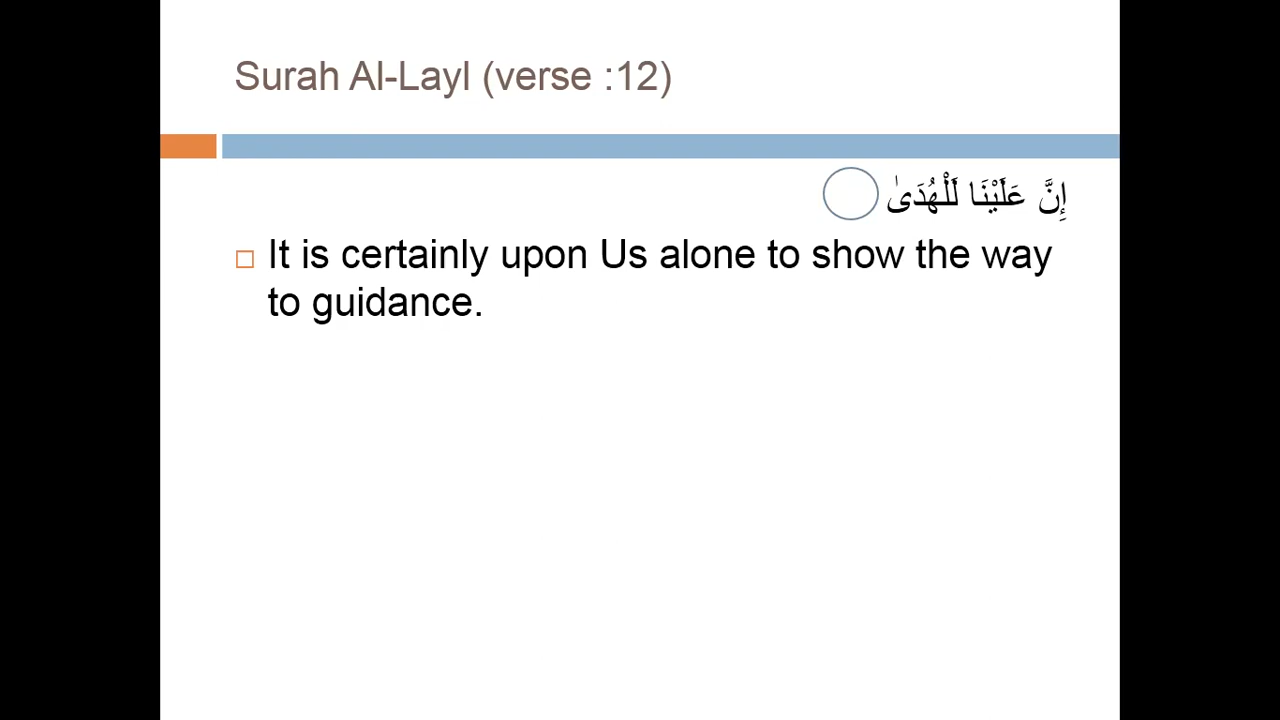 Surah Al-Layl (verse :12)
إِنَّ عَلَيْنَا لَلْهُدَىٰ
It is certainly upon Us alone to show the way
to guidance.